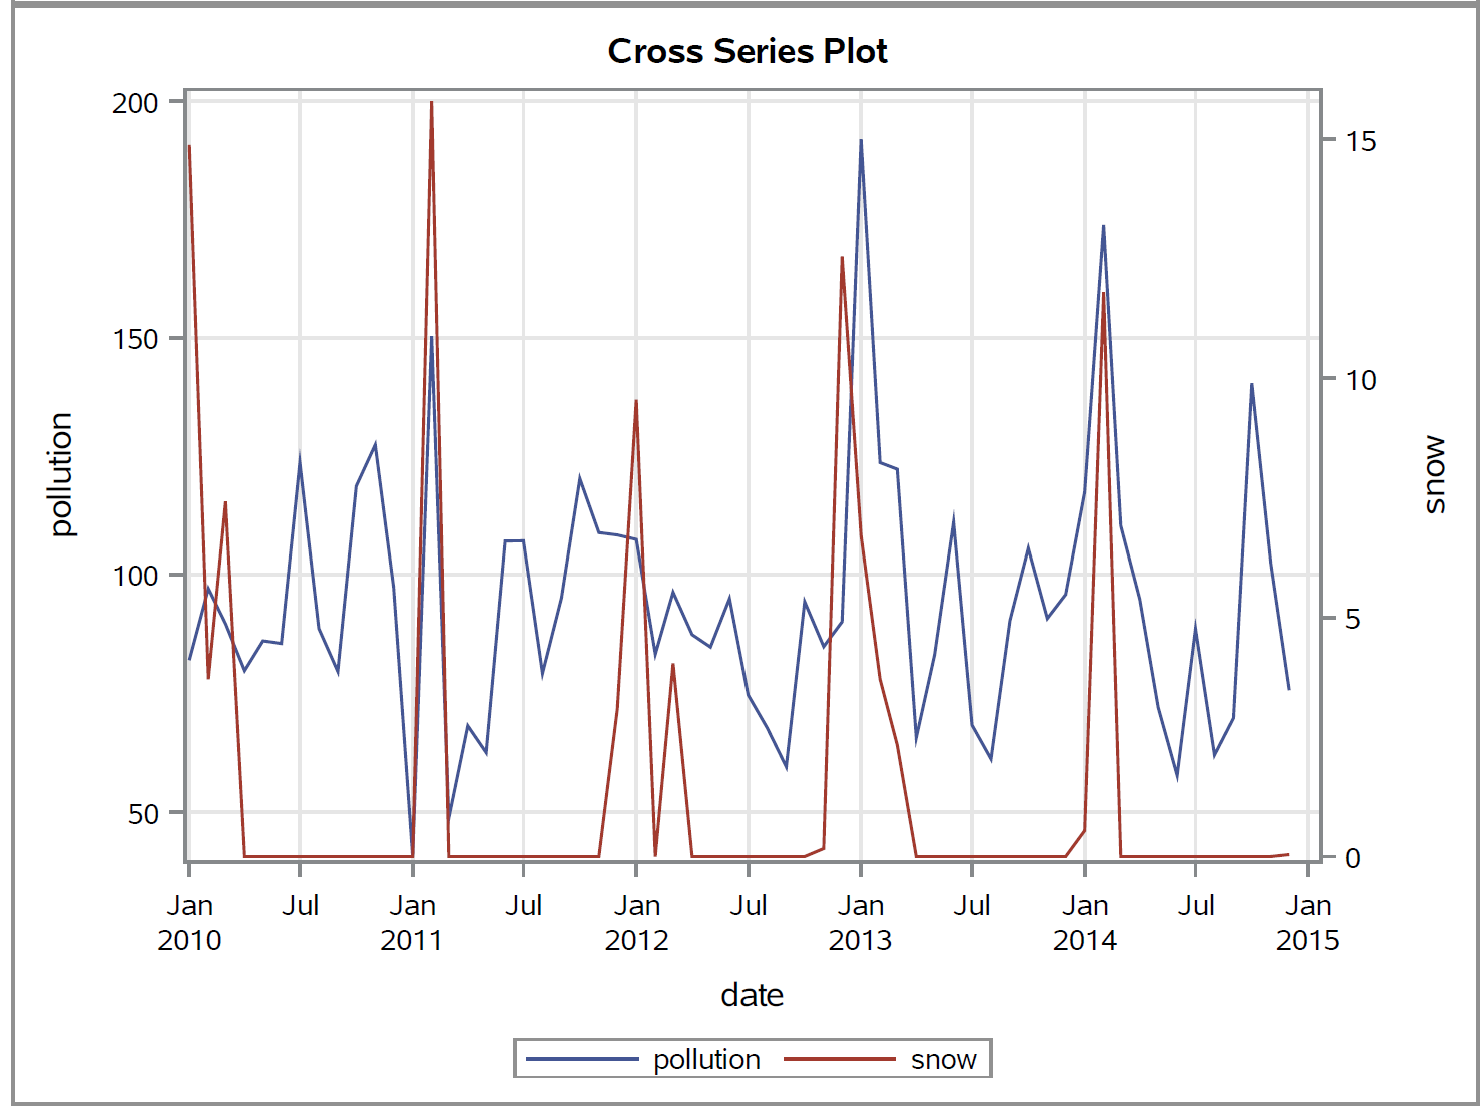 Cross Series Plot
200
150
100
50
pollution
15
10
5
0
snow
Jan Jul Jan Jul Jan Jul Jan Jul Jan Jul Jan
2010 2011 2012 2013 2014 2015
date
pollution snow